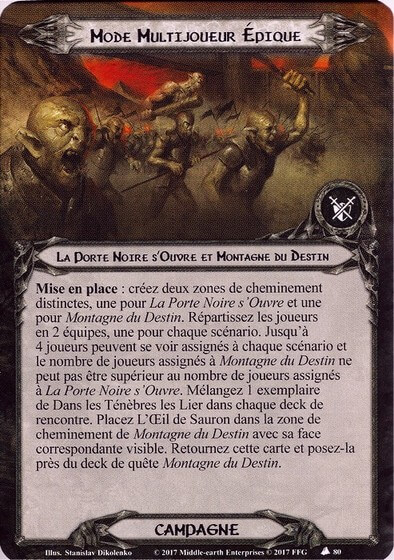 Mode Multijoueur Épique
La Porte Noire s'Ouvre et Montagne du Destin
Mise en place : créez deux zones de cheminement
distinctes, une pour La Porte Noire s'Ouvre et une
pour Montagne du Destin. Répartissez les joueurs
en 2 équipes, une pour chaque scénario. Jusqu'à
4 joueurs peuvent se voir assignés à chaque scénario et
le nombre de joueurs assignés à Montagne du Destin ne
peut pas être supérieur au nombre de joueurs assignés
à La Porte Noire s'Ouvre. Mélangez 1 exemplaire
de Dans les Ténèbres les Lier dans chaque deck de
rencontre. Placez L'Œil de Sauron dans la zone de
cheminement de Montagne du Destin avec sa face
correspondante visible. Retournez cette carte et posez-la
près du deck de quête Montagne du Destin.
CAMPAGNE
Illus. Stanislav Dikolenko © 2017 Middle-earth Enterprises © 2017 FFG 80